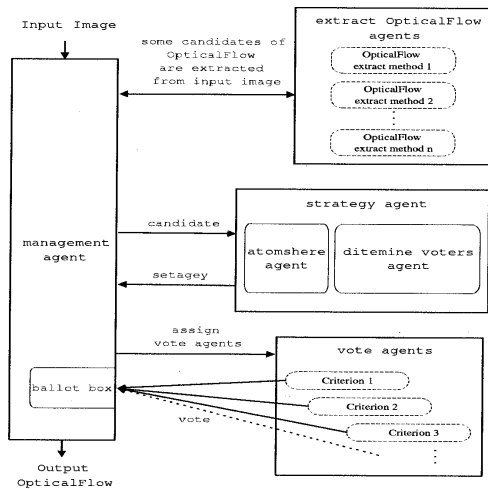 Input Image
some candidates of
OpticalFlow
are extracted
from input image
extract OpticalFlow
agents
OpticalFlow
extract method 1
OpticalFlow
extract method 2
OpticalFlow
extract method n
management
agent
candidate
setagey
strategy agent
atomshere
agent
ditemine voters
agent
assign
vote agents
vote agents
ballot box
Criterion 1
Criterion 2
Criterion 3
vote
Output
OpticalFlow